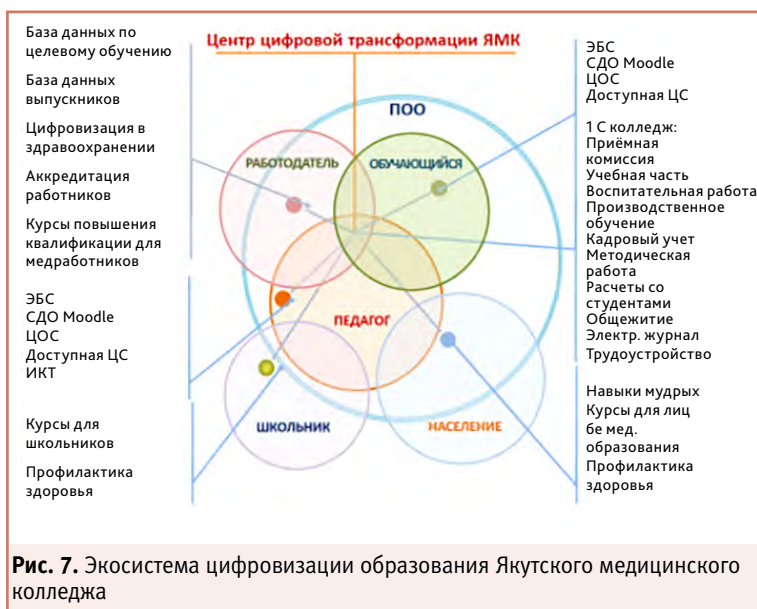 База данных по
целевому обучению
База данных
выпускников
Цифровизация в
здравоохранении
Аккредитация
работников
Курсы повышения
квалификации для
медработников
ЭБС
СДО Moodle
ЦОС
Доступная ЦС
ИКТ
Курсы для
школьников
Профилактика
здоровья
Центр цифровой трансформации ЯМК
ПОО
РАБОТОДАТЕЛЬ
ОБУЧАЮЩИЙСЯ
ПЕДАГОГ
ШКОЛЬНИК
НАСЕЛЕНИЕ
ЭБС
СДО Moodle
ЦОС
Доступная ЦС
1 С колледж:
Приёмная
комиссия
Учебная часть
Воспитательная работа
Производственное
обучение
Кадровый учет
Методическая
работа
Расчеты со
студентами
Общежитие
Электр. журнал
Трудоустройство
Навыки мудрых
Курсы для лиц
бе мед.
образования
Профилактика
здоровья
Рис. 7. Экосистема цифровизации образования Якутского медицинского
колледжа